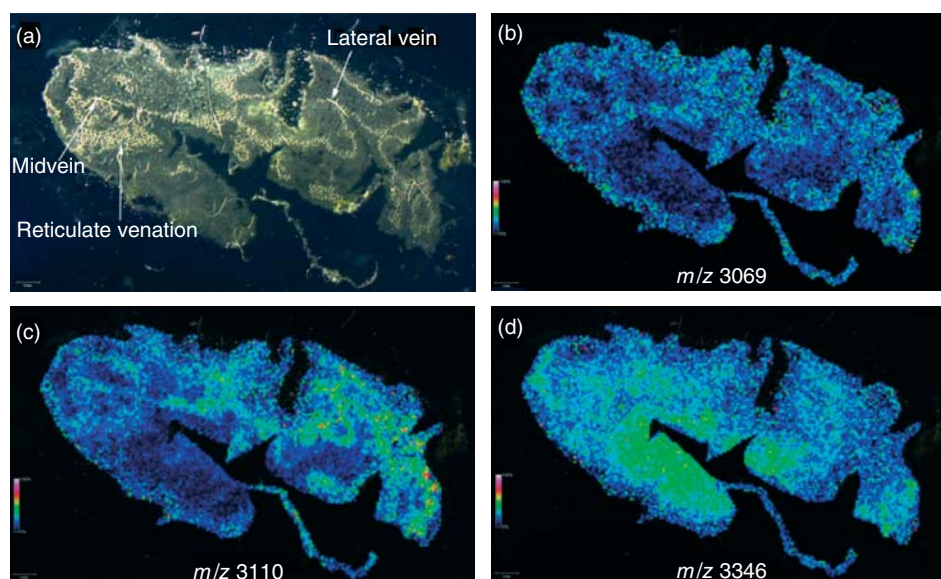 (a)
Lateral vein
Midvein
Reticulate venation
(b)
m/z 3069
(c)
m/z 3110
(d)
m/z 3346